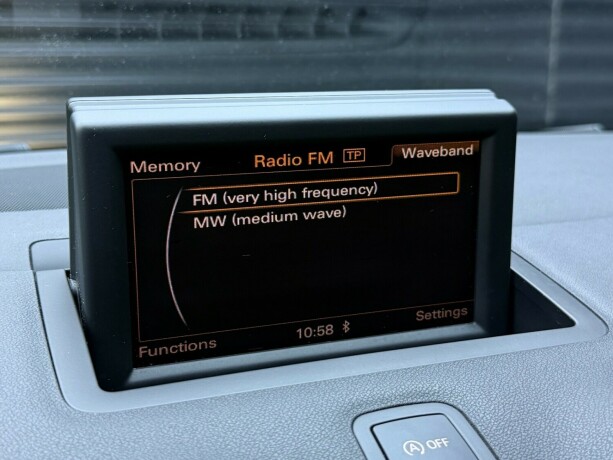 Memory
Radio FM TP
Waveband
FM (very high frequency)
MW (medium wave)
Functions
10:58
Settings
A OFF